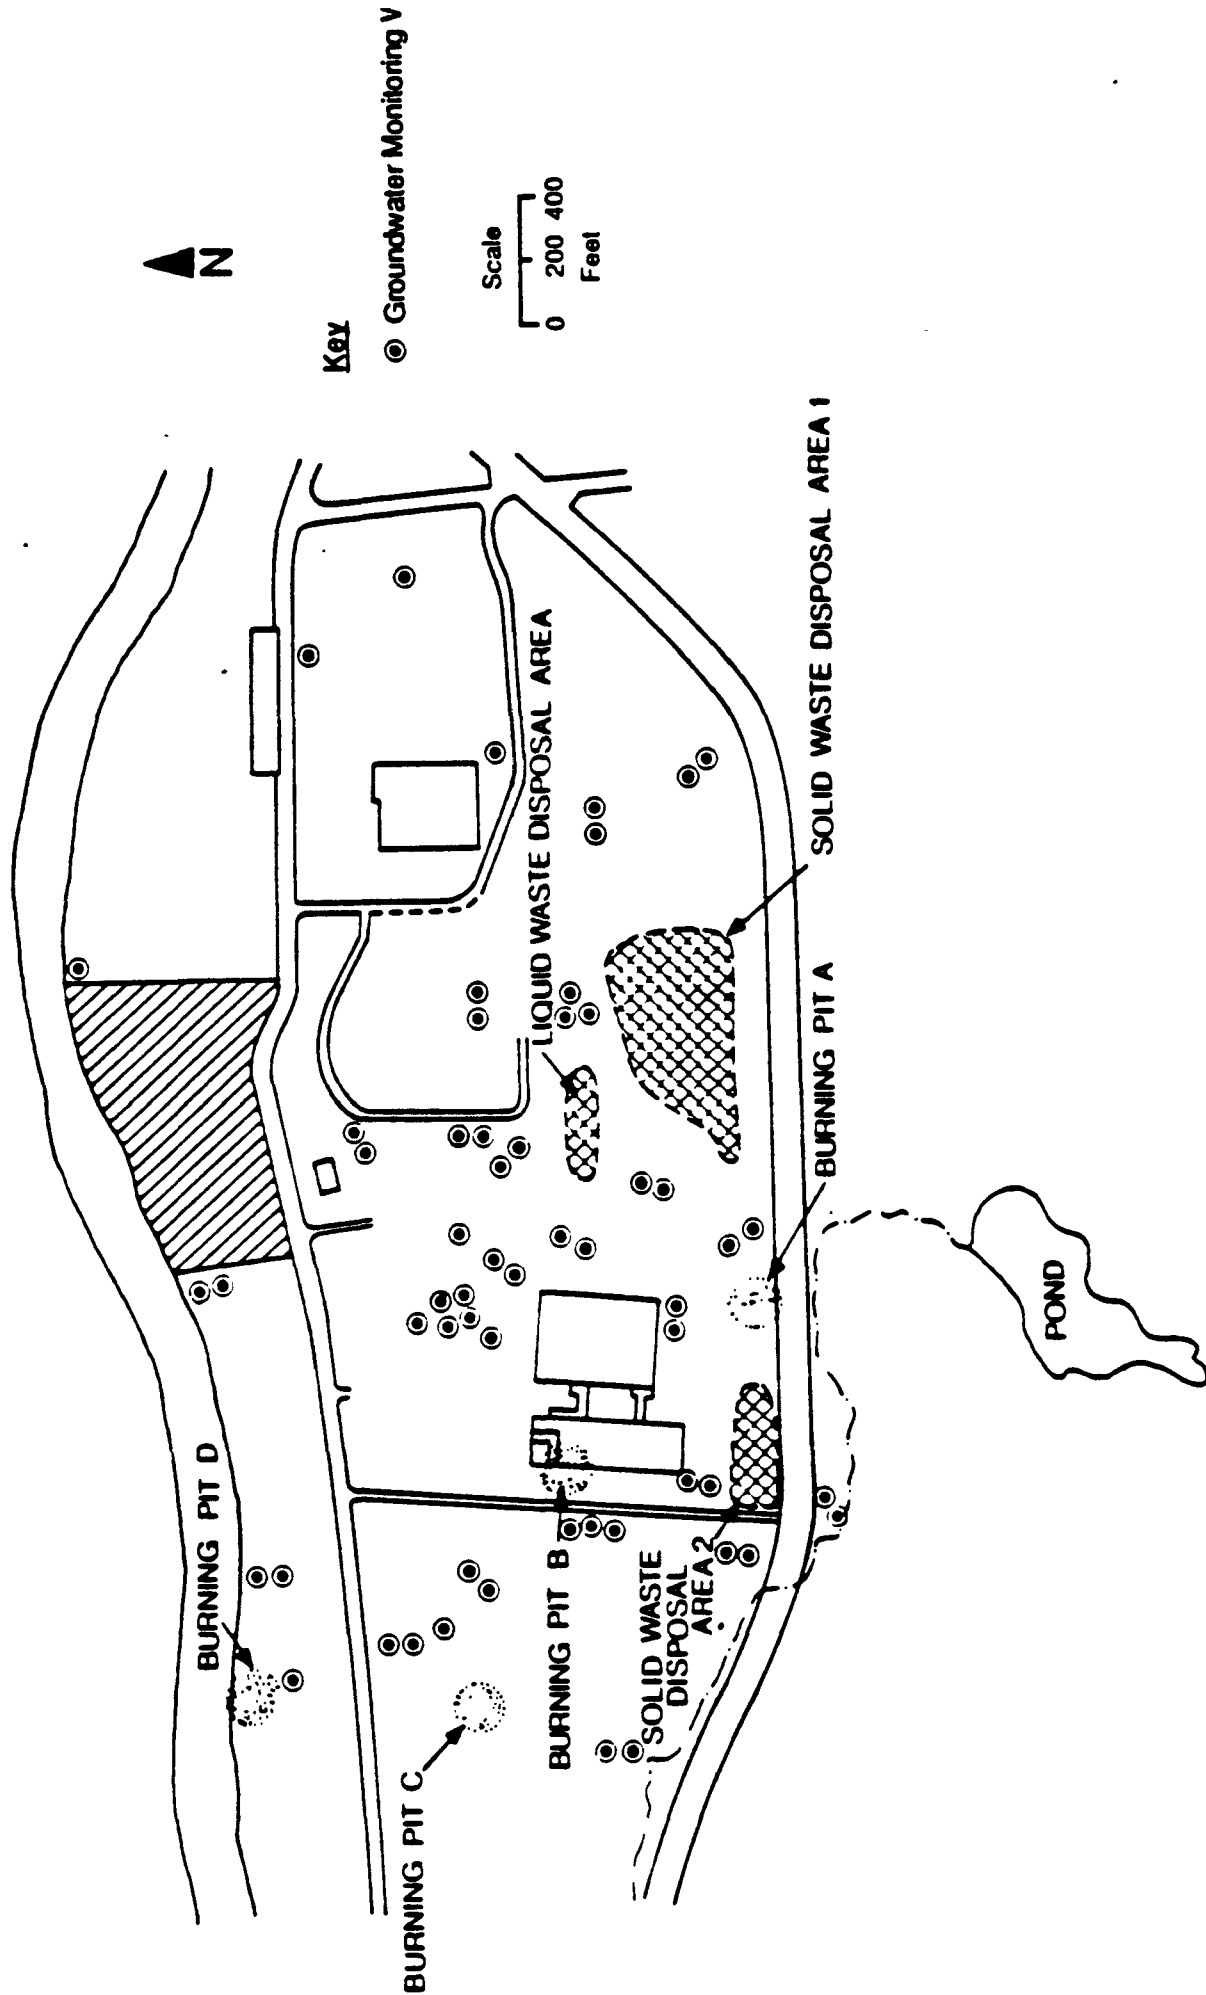 N
Key
Groundwater Monitoring V
Scale
0 200 400
Feet
BURNING PIT D
BURNING PIT C
BURNING PIT B
SOLID WASTE
DISPOSAL
AREA 2
LIQUID WASTE DISPOSAL AREA
SOLID WASTE DISPOSAL AREA 1
BURNING PIT A
POND